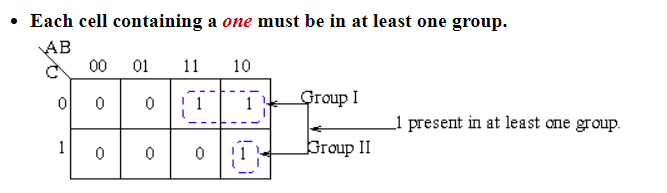 • Each cell containing a one must be in at least one group.
AB
C
00 01 11 10
0 0 0 1 1
Group I
1 present in at least one group.
1 0 0 0 1
Group II